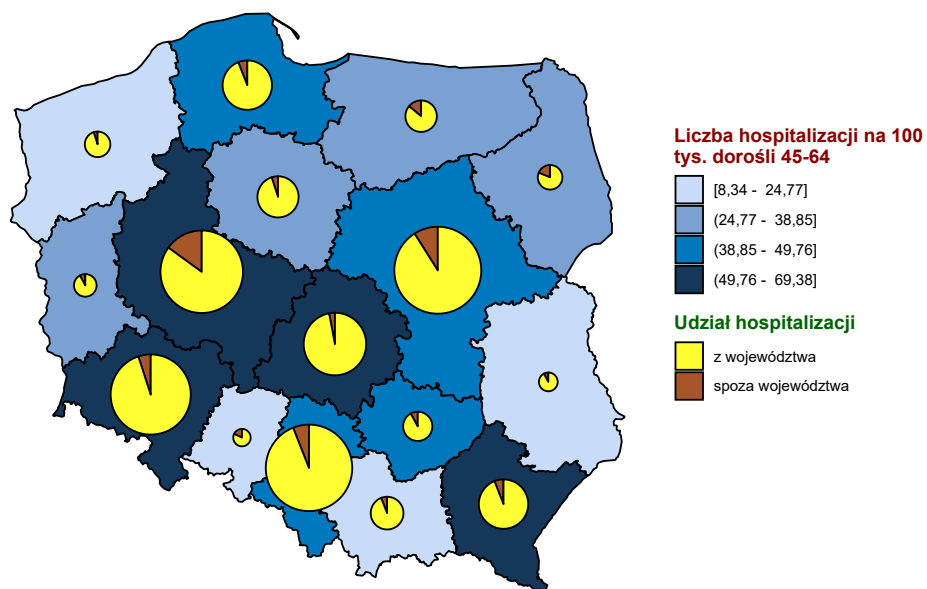 Liczba hospitalizacji na 100
tys. dorośli 45-64
[8,34 - 24,77]
(24,77 - 38,85]
(38,85 - 49,76]
(49,76 - 69,38]
Udział hospitalizacji
z województwa
spoza województwa